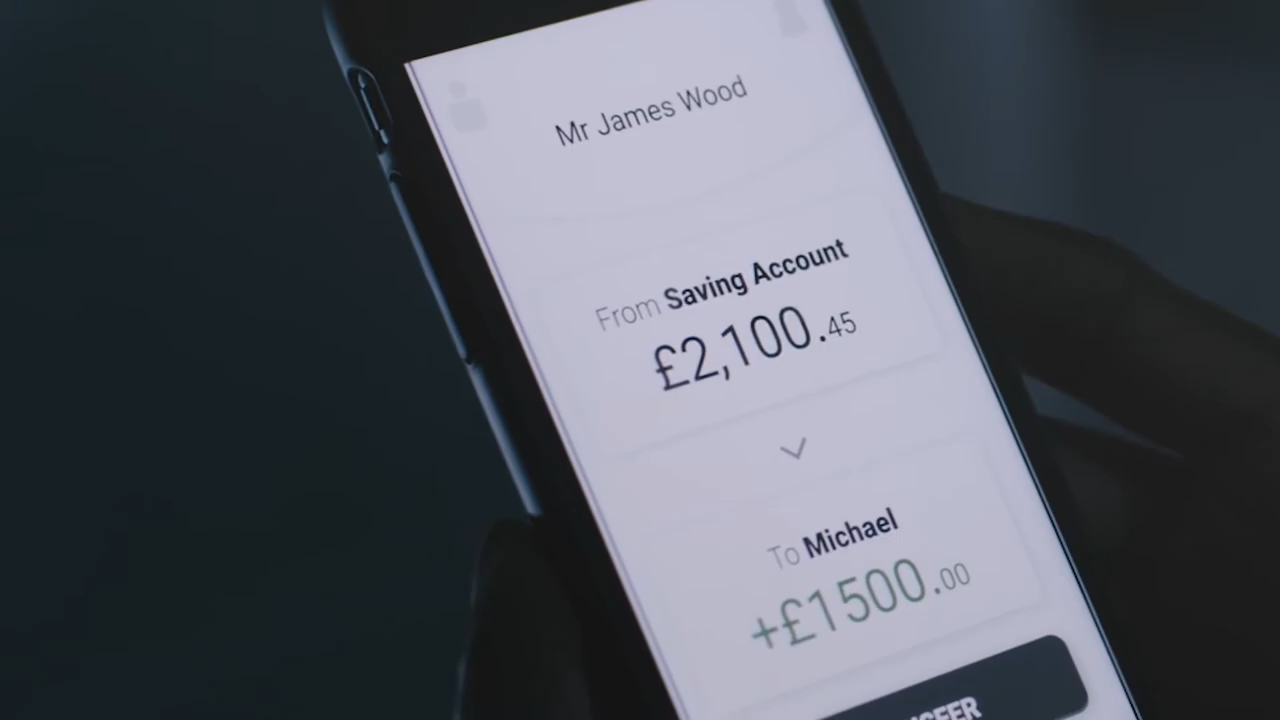 Mr James Wood
From Saving Account
£2,100.45
To Michael
+£1500.00